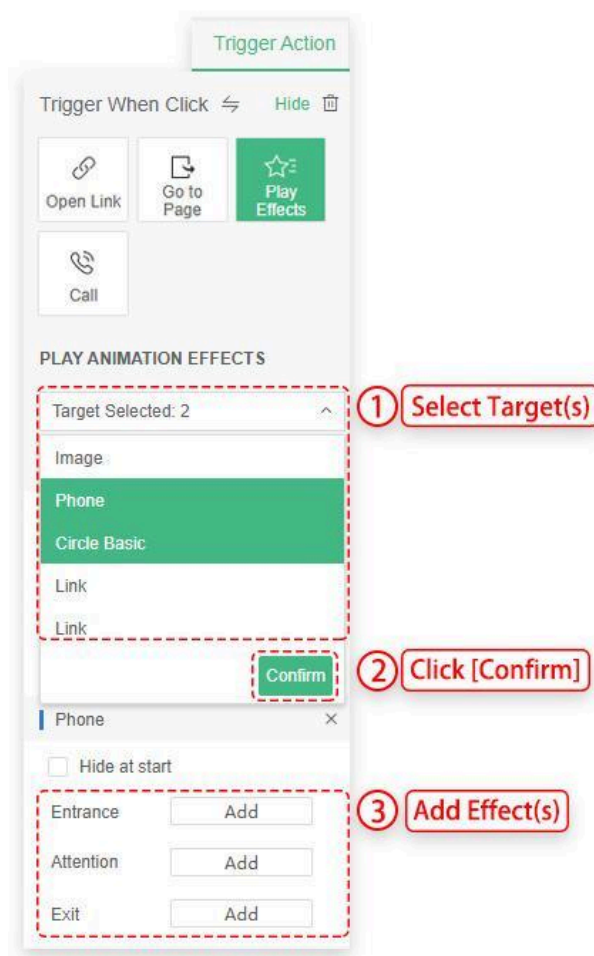 Trigger Action
Trigger When Click Hide
Open Link
Go to
Page
Play
Effects
Call
PLAY ANIMATION EFFECTS
Target Selected: 2
1 Select Target(s)
Image
Phone
Circle Basic
Link
Link
Confirm
2 Click [Confirm]
Phone
Hide at start
Entrance Add
3 Add Effect(s)
Attention Add
Exit Add